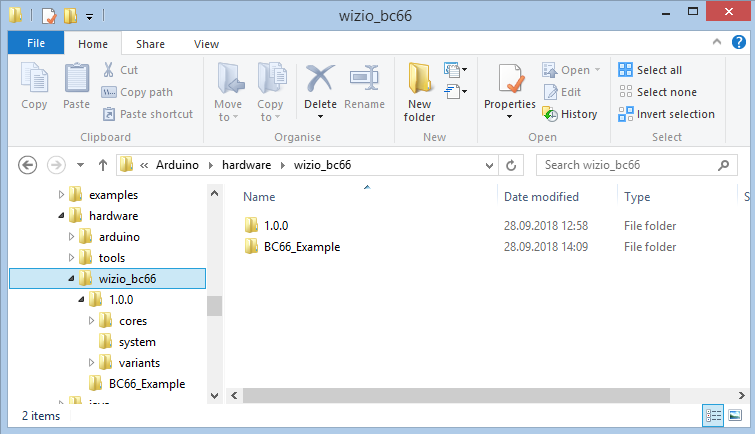 wizio_bc66
File Home Share View
Copy Paste Cut Copy path Paste shortcut
Move to Copy to Delete Rename
New folder
Properties Open Edit History
Select all Select none Invert selection
Clipboard Organise New Open Select
Arduino hardware wizio_bc66 Search wizio_bc66
examples
hardware
arduino
tools
wizio_bc66
1.0.0
cores
system
variants
BC66_Example
Name Date modified Type S
1.0.0 28.09.2018 12:58 File folder
BC66_Example 28.09.2018 14:09 File folder
2 items